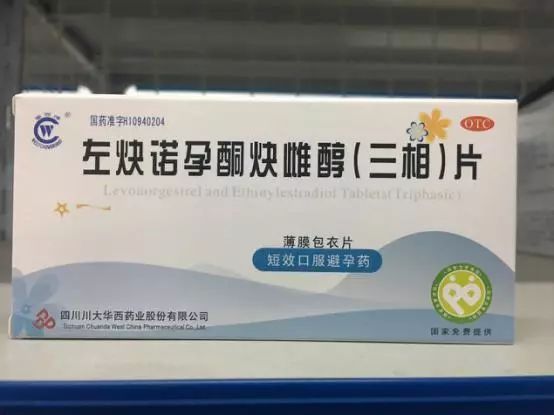 国药准字H10940204
OTC
左炔诺孕酮炔雌醇(三相)片
Levonorgestrel and Ethinylestradiol Tablets(Triphasic)
薄膜包衣片
短效口服避孕药
四川川大华西药业股份有限公司
Sichuan Chuanda West China Pharmaceutical Co.,Ltd.
国家免费提供